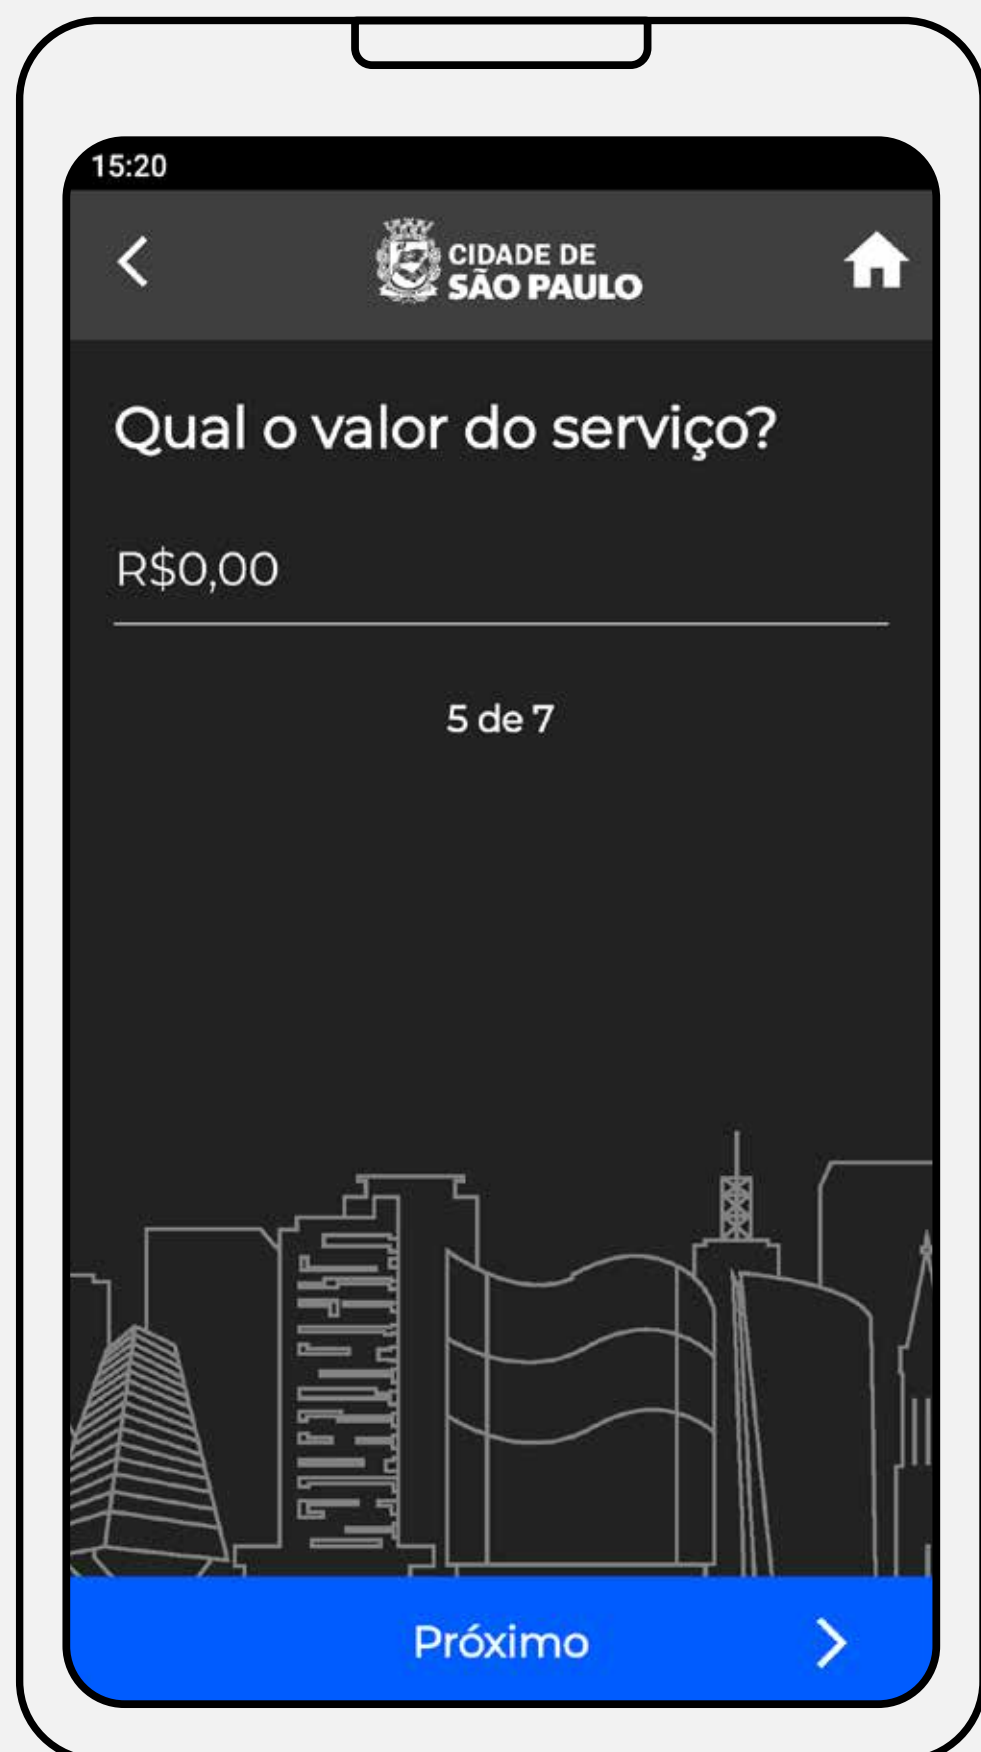 15:20
CIDADE DE
SÃO PAULO
Qual o valor do serviço?
R$0,00
5 de 7
Próximo